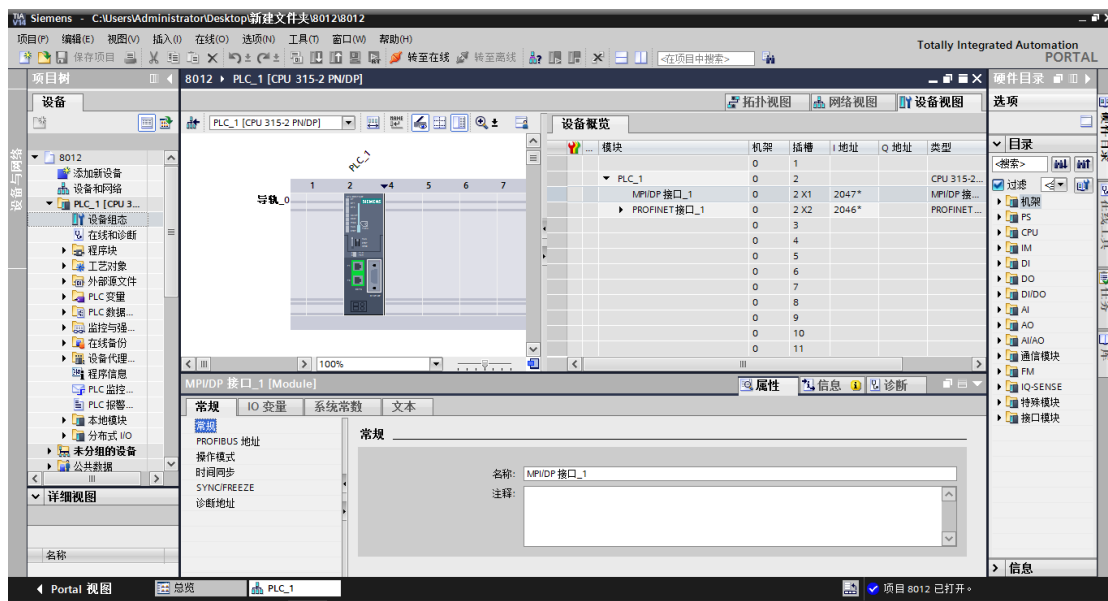 Siemens - C:\Users\Administrator\Desktop\新建文件夹\8012\8012
项目(P) 编辑(E) 视图(V) 插入(I) 在线(O) 选项(N) 工具(T) 窗口(W) 帮助(H)
Totally Integrated Automation
PORTAL
保存项目 转至在线 转至离线 <在项目中搜索>
项目树
8012 PLC_1 [CPU 315-2 PN/DP]
硬件目录
设备
拓扑视图 网络视图 设备视图
选项
PLC_1 [CPU 315-2 PN/DP]
设备概览
模块 机架 插槽 I地址 Q地址 类型
0 1
PLC_1 0 2 CPU 315-2...
MPI/DP 接口_1 0 2 X1 2047* MPI/DP 接...
PROFINET接口_1 0 2 X2 2046* PROFINET...
0 3
0 4
0 5
0 6
0 7
0 8
0 9
0 10
0 11
PLC_1
1 2 4 5 6 7
导轨_0
SIEMENS
100%
设备与网络
8012
添加新设备
设备和网络
PLC_1 [CPU 3...
设备组态
在线和诊断
程序块
工艺对象
外部源文件
PLC 变量
PLC 数据...
监控与强...
在线备份
设备代理...
程序信息
PLC 监控...
PLC 报警...
本地模块
分布式 I/O
未分组的设备
公共数据
详细视图
名称
目录
<搜索>
过滤
机架
PS
CPU
IM
DI
DO
DI/DO
AI
AO
AI/AO
通信模块
FM
IQ-SENSE
特殊模块
接口模块
信息
MPI/DP 接口_1 [Module]
属性 信息 诊断
常规 IO 变量 系统常数 文本
常规
PROFIBUS 地址
操作模式
时间同步
SYNC/FREEZE
诊断地址
常规
名称: MPI/DP 接口_1
注释:
Portal 视图 总览 PLC_1 项目 8012 已打开。